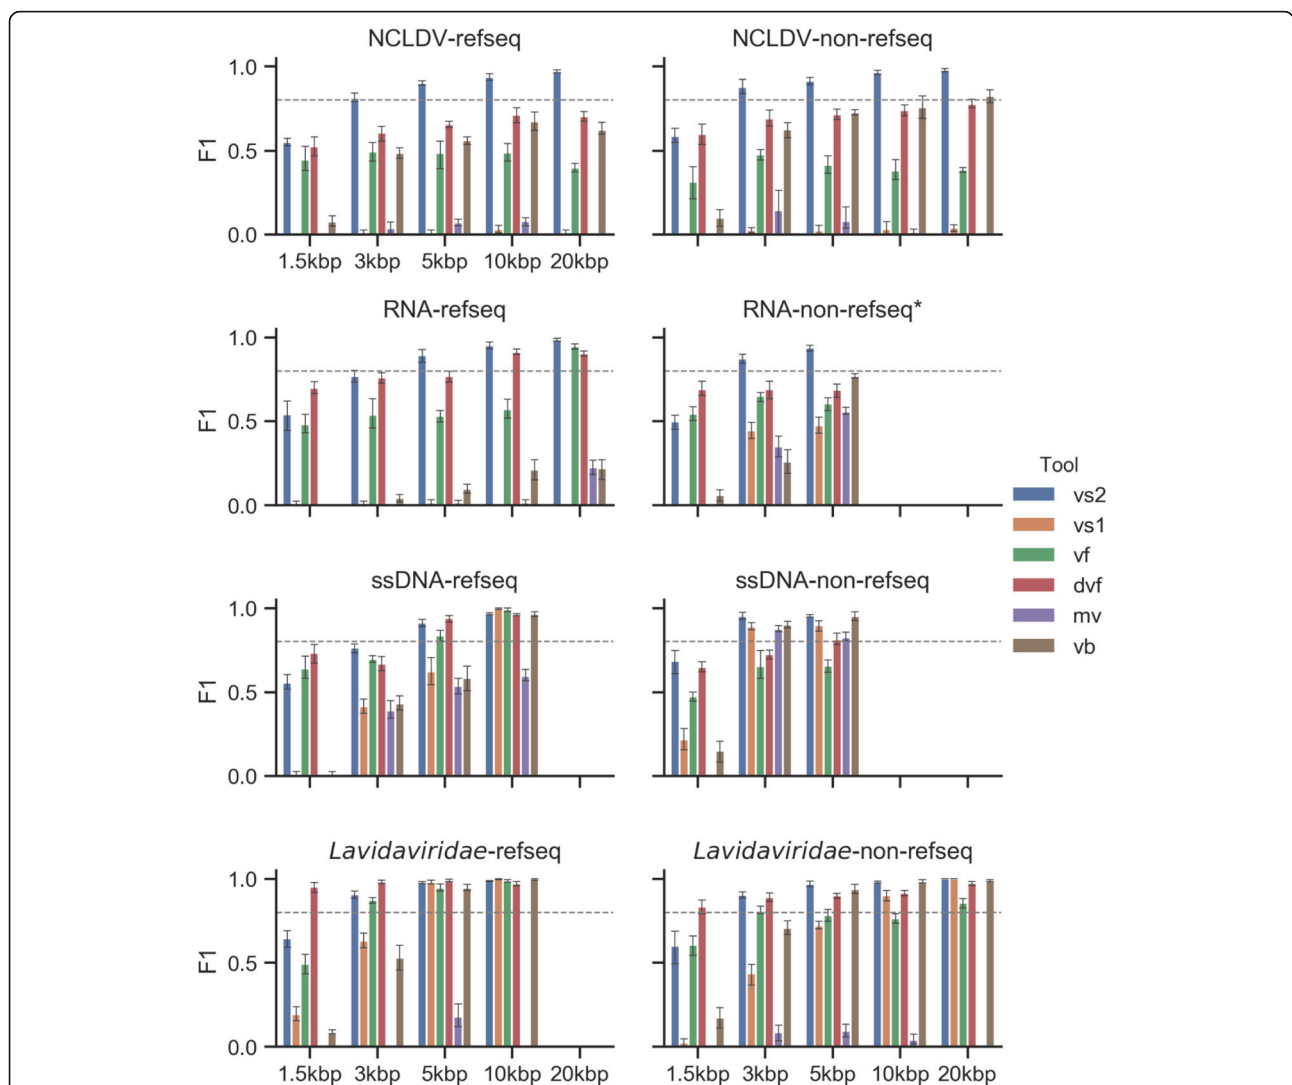 NCLDV-refseq
NCLDV-non-refseq
1.0
0.5
0.0
F1
1.5kbp 3kbp 5kbp 10kbp 20kbp
RNA-refseq
RNA-non-refseq*
1.0
0.5
0.0
F1
ssDNA-refseq
ssDNA-non-refseq
1.0
0.5
0.0
F1
Lavidaviridae-refseq
Lavidaviridae-non-refseq
1.0
0.5
0.0
F1
1.5kbp 3kbp 5kbp 10kbp 20kbp
1.5kbp 3kbp 5kbp 10kbp 20kbp
Tool
vs2
vs1
vf
dvf
mv
vb